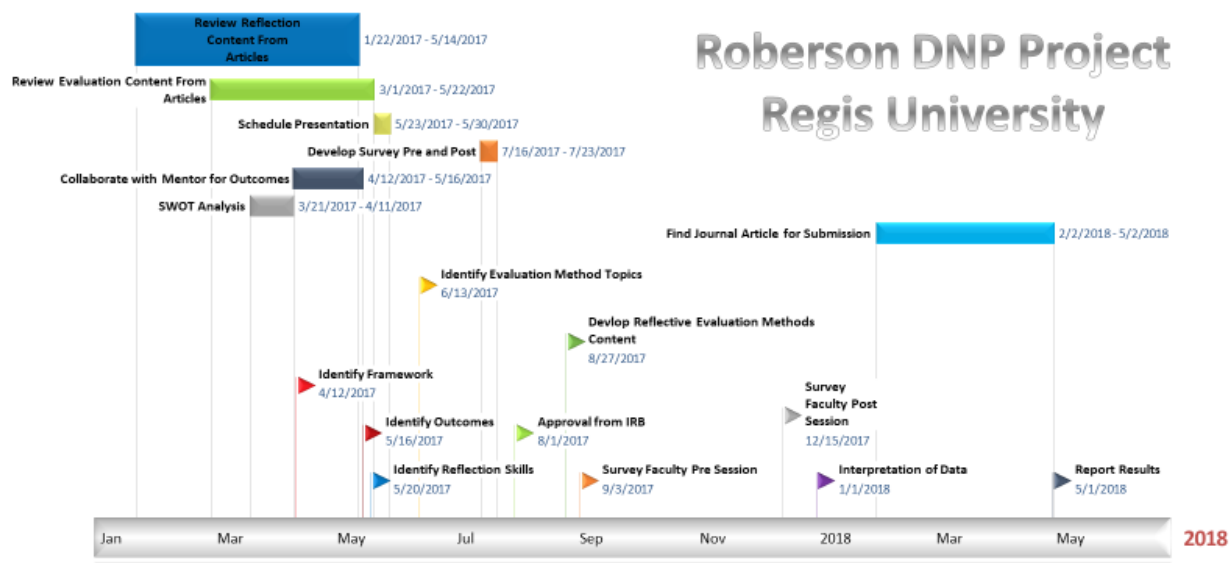 Roberson DNP Project
Regis University
Review Reflection
Content From
Articles
1/22/2017 - 5/14/2017
Review Evaluation Content From
Articles
3/1/2017 - 5/22/2017
Schedule Presentation
5/23/2017 - 5/30/2017
Develop Survey Pre and Post
7/16/2017 - 7/23/2017
Collaborate with Mentor for Outcomes
4/12/2017 - 5/16/2017
SWOT Analysis
3/21/2017 - 4/11/2017
Find Journal Article for Submission
2/2/2018 - 5/2/2018
Identify Evaluation Method Topics
6/13/2017
Devlop Reflective Evaluation Methods
Content
8/27/2017
Identify Framework
4/12/2017
Survey
Faculty Post
Session
12/15/2017
Identify Outcomes
5/16/2017
Approval from IRB
8/1/2017
Identify Reflection Skills
5/20/2017
Survey Faculty Pre Session
9/3/2017
Interpretation of Data
1/1/2018
Report Results
5/1/2018
Jan Mar May Jul Sep Nov 2018 Mar May 2018